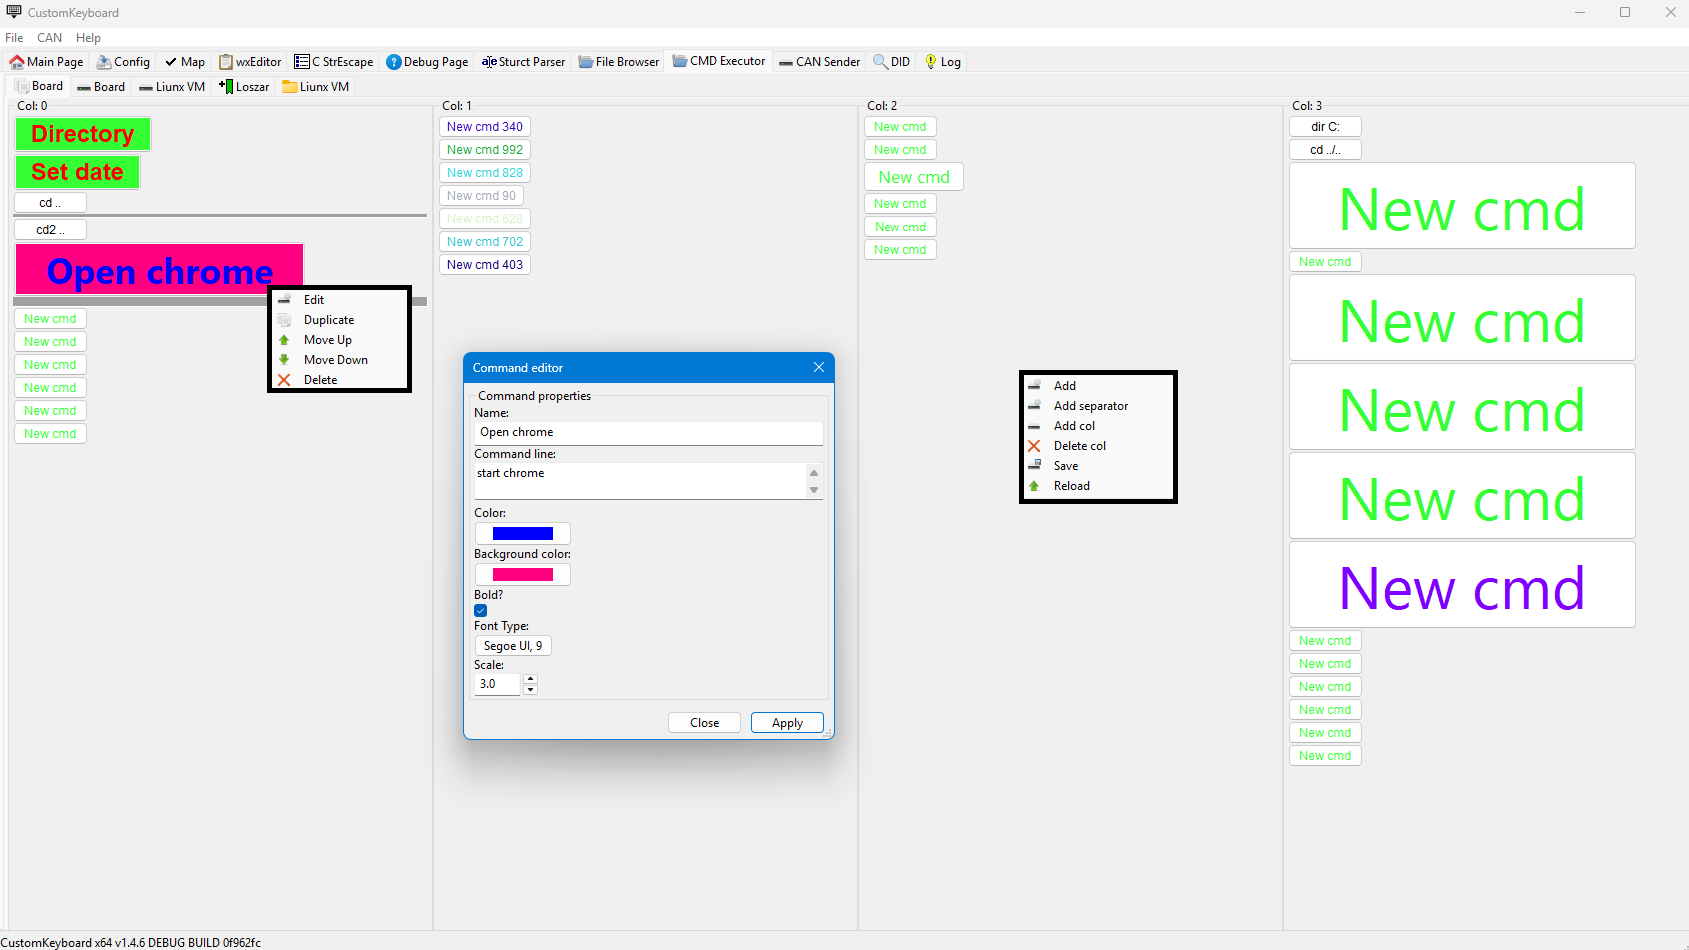 CustomKeyboard
File CAN Help
Main Page Config Map wxEditor C StrEscape Debug Page Sturct Parser File Browser CMD Executor CAN Sender DID Log
Board Board Liunx VM Loszar Liunx VM
Col: 0
Directory
Set date
cd ..
cd2 ..
Open chrome
New cmd
New cmd
New cmd
New cmd
New cmd
New cmd
Edit
Duplicate
Move Up
Move Down
Delete
Col: 1
New cmd 340
New cmd 992
New cmd 828
New cmd 90
New cmd 628
New cmd 702
New cmd 403
Command editor
Command properties
Name:
Open chrome
Command line:
start chrome
Color:
Background color:
Bold?
Font Type:
Segoe UI, 9
Scale:
3.0
Close Apply
Col: 2
New cmd
New cmd
New cmd
New cmd
New cmd
New cmd
Add
Add separator
Add col
Delete col
Save
Reload
Col: 3
dir C:
cd ../..
New cmd
New cmd
New cmd
New cmd
New cmd
New cmd
New cmd
New cmd
New cmd
New cmd
New cmd
New cmd
CustomKeyboard x64 v1.4.6 DEBUG BUILD 0f962fc